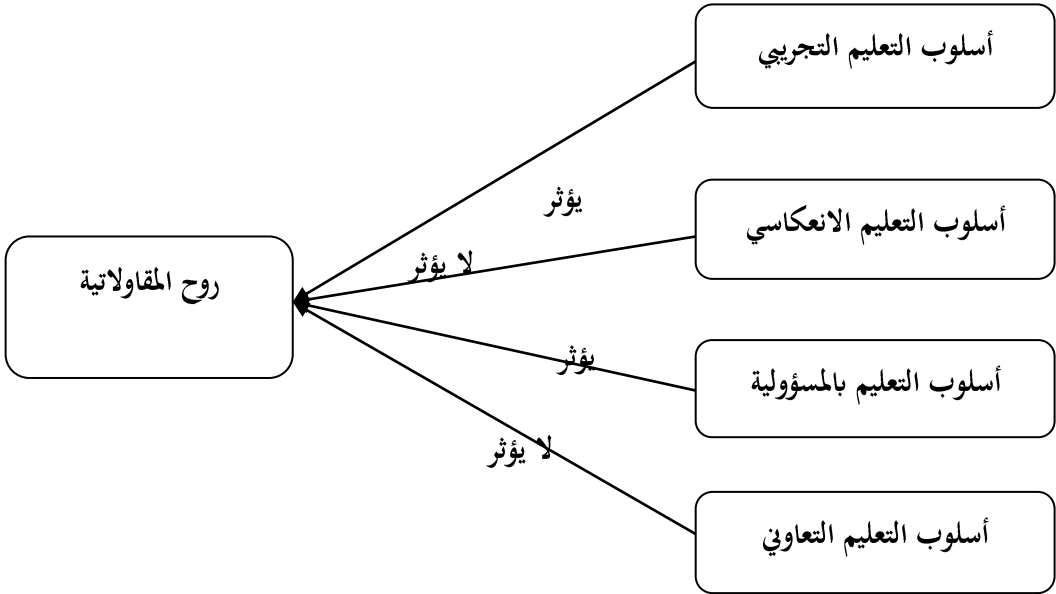 أسلوب التعليم التجريبي
يؤثر
أسلوب التعليم الانعكاسي
لا يؤثر
روح المقاولاتية
يؤثر
أسلوب التعليم بالمسؤولية
لا يؤثر
أسلوب التعليم التعاوني